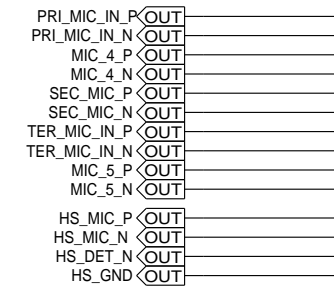 PRI_MIC_IN_P OUT
PRI_MIC_IN_N OUT
MIC_4_P OUT
MIC_4_N OUT
SEC_MIC_P OUT
SEC_MIC_N OUT
TER_MIC_IN_P OUT
TER_MIC_IN_N OUT
MIC_5_P OUT
MIC_5_N OUT
HS_MIC_P OUT
HS_MIC_N OUT
HS_DET_N OUT
HS_GND OUT